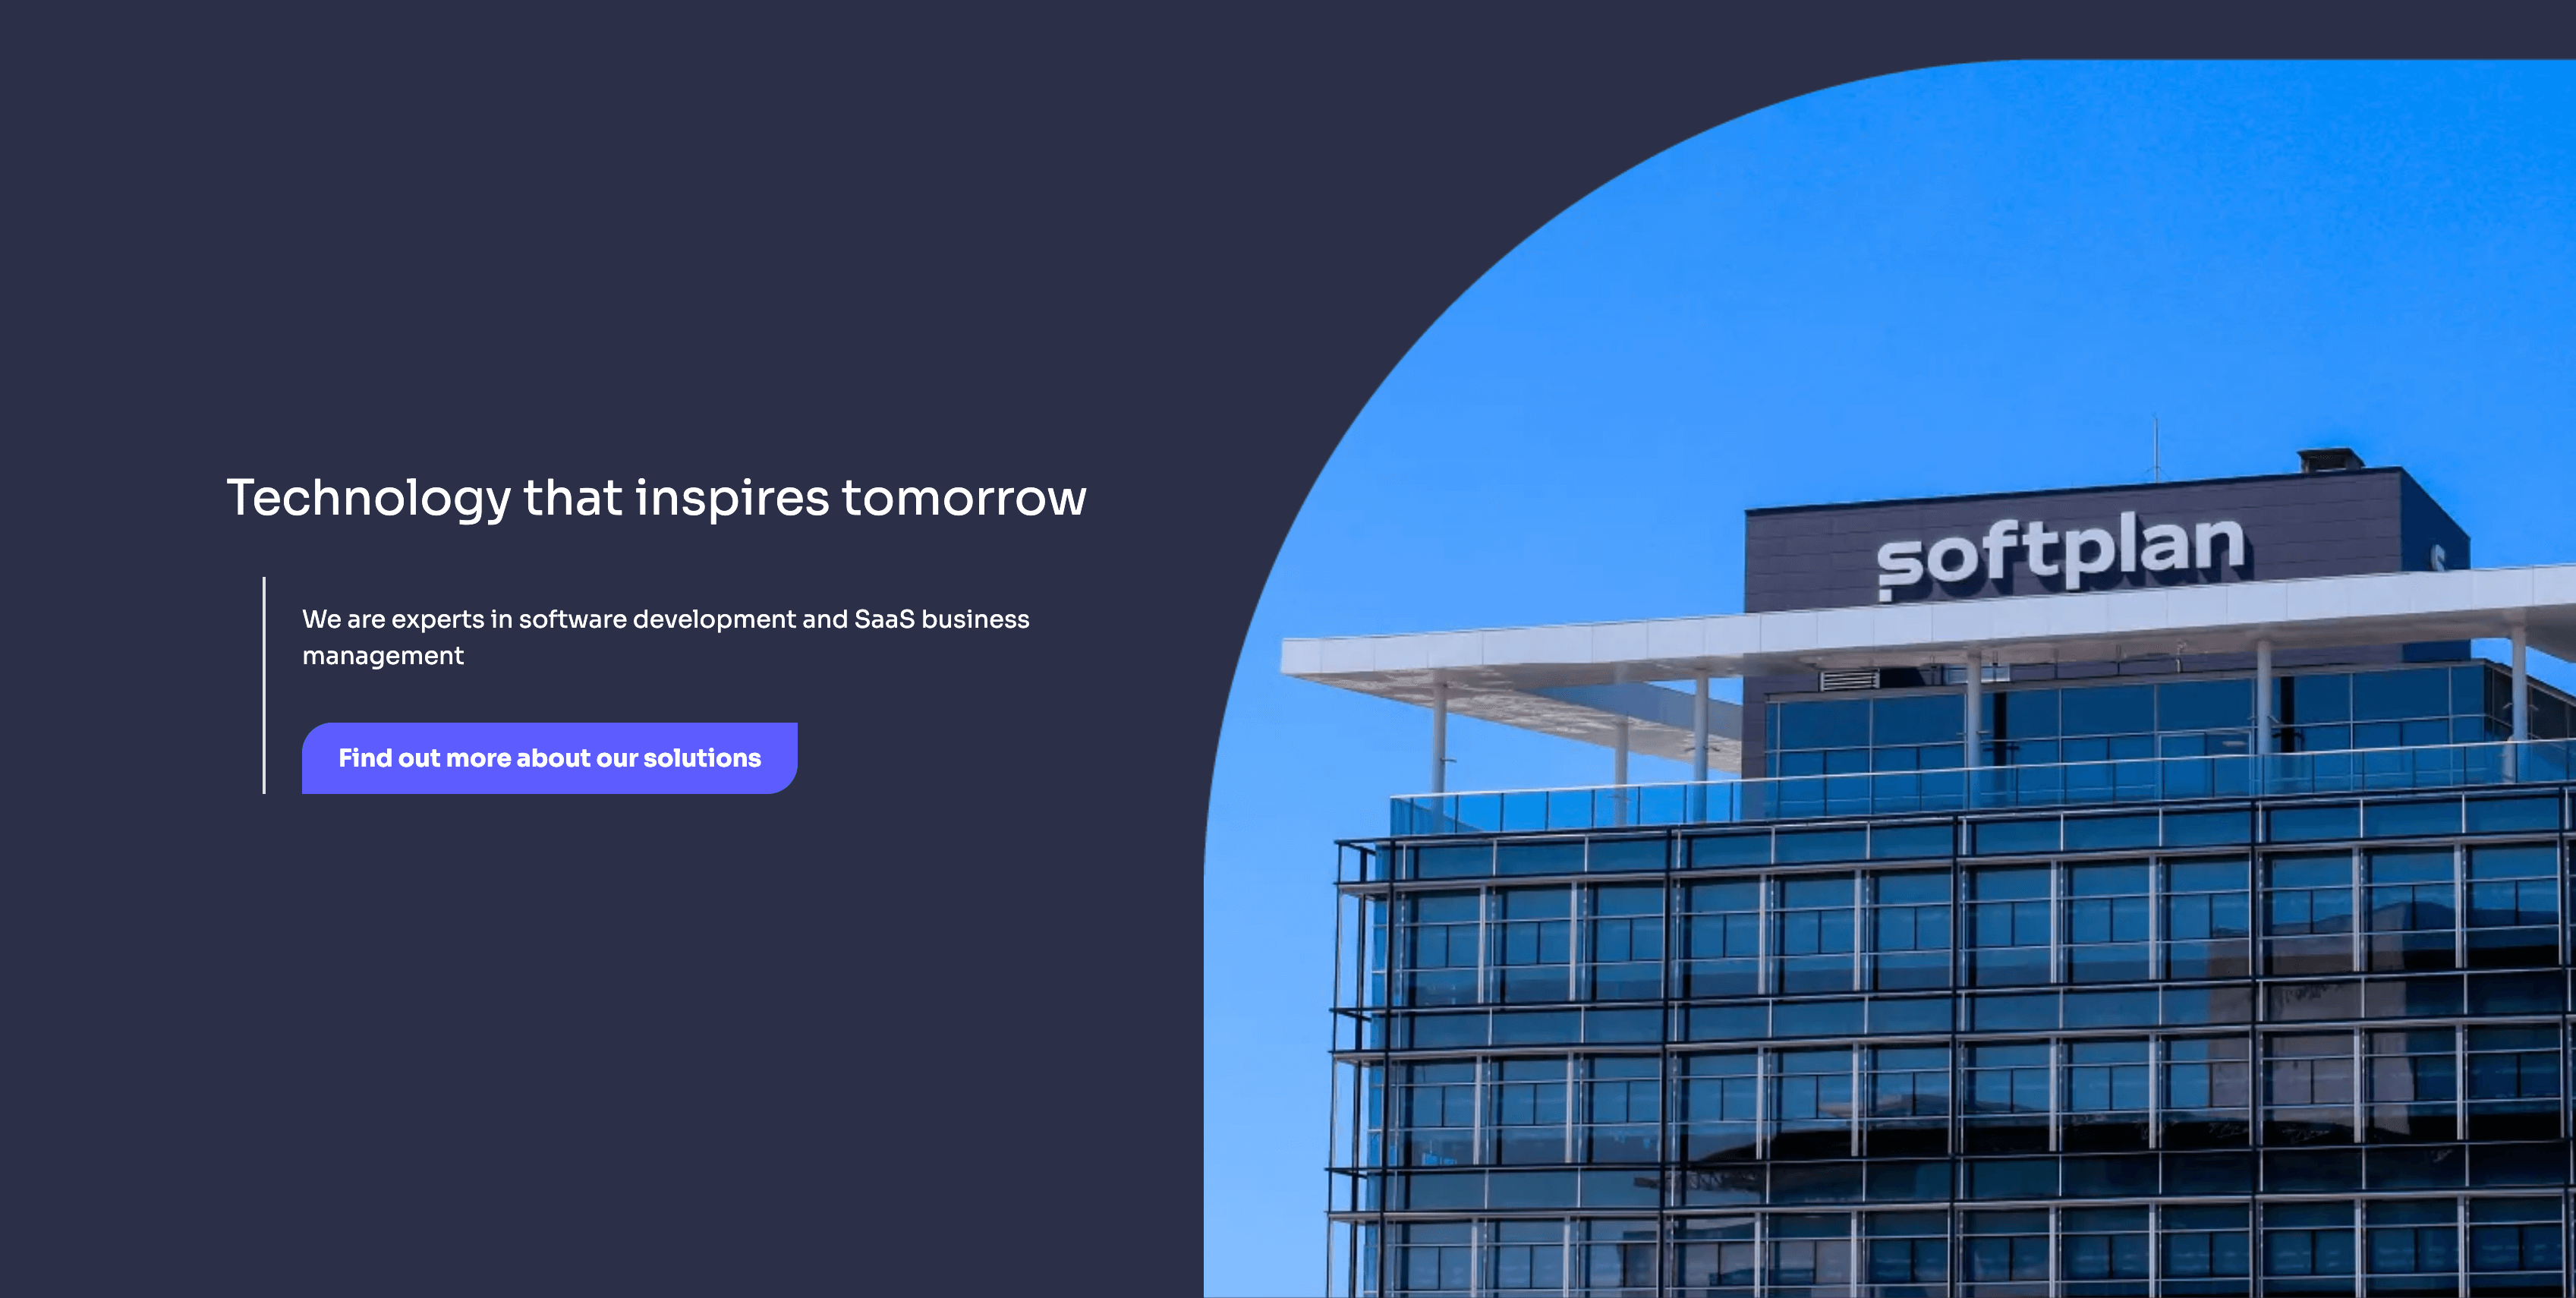 Technology that inspires tomorrow
We are experts in software development and SaaS business
management
Find out more about our solutions
softplan